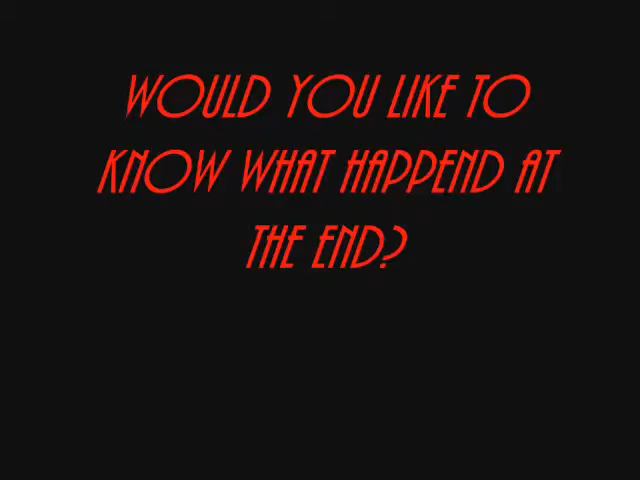 WOULD YOU LIKE TO
KNOW WHAT HAPPEND AT
THE END?